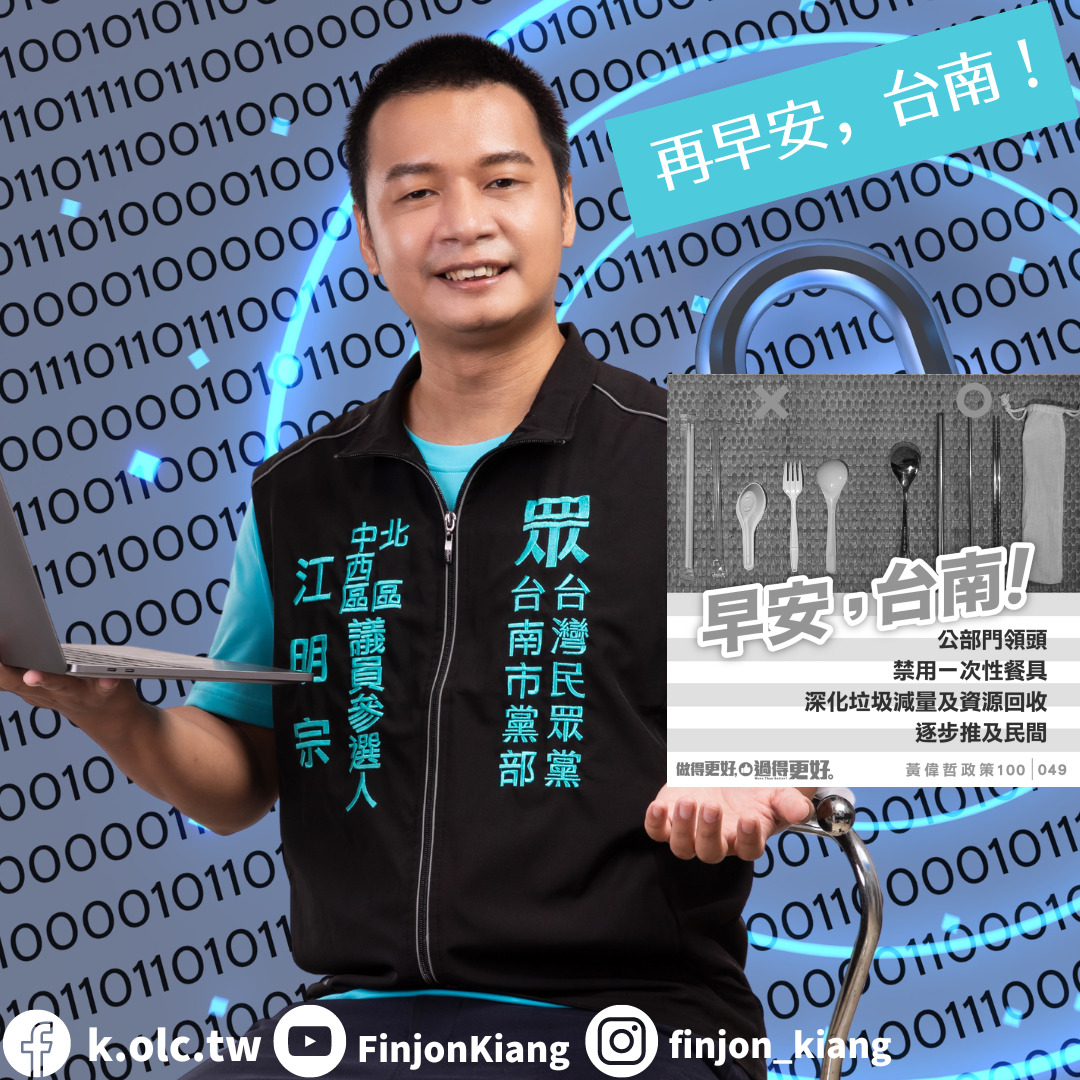 再早安，台南！
北區
中西區
議員參選人
江明宗
眾
台灣民眾黨
台南市黨部
早安，台南！
公部門領頭
禁用一次性餐具
深化垃圾減量及資源回收
逐步推及民間
做得更好，過得更好。
黃偉哲政策100 | 049
k.olc.tw
FinjonKiang
finjon_kiang